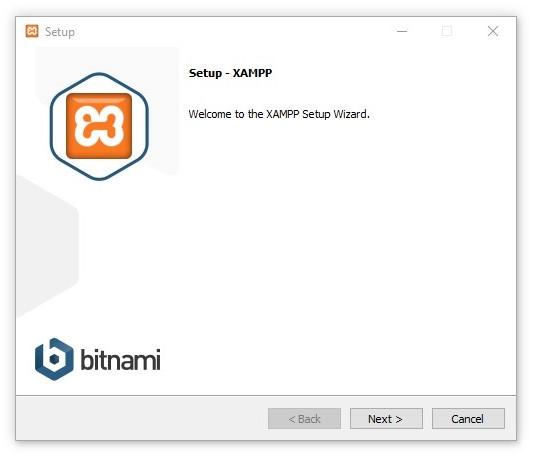 Setup
Setup - XAMPP
Welcome to the XAMPP Setup Wizard.
bitnami
< Back
Next >
Cancel